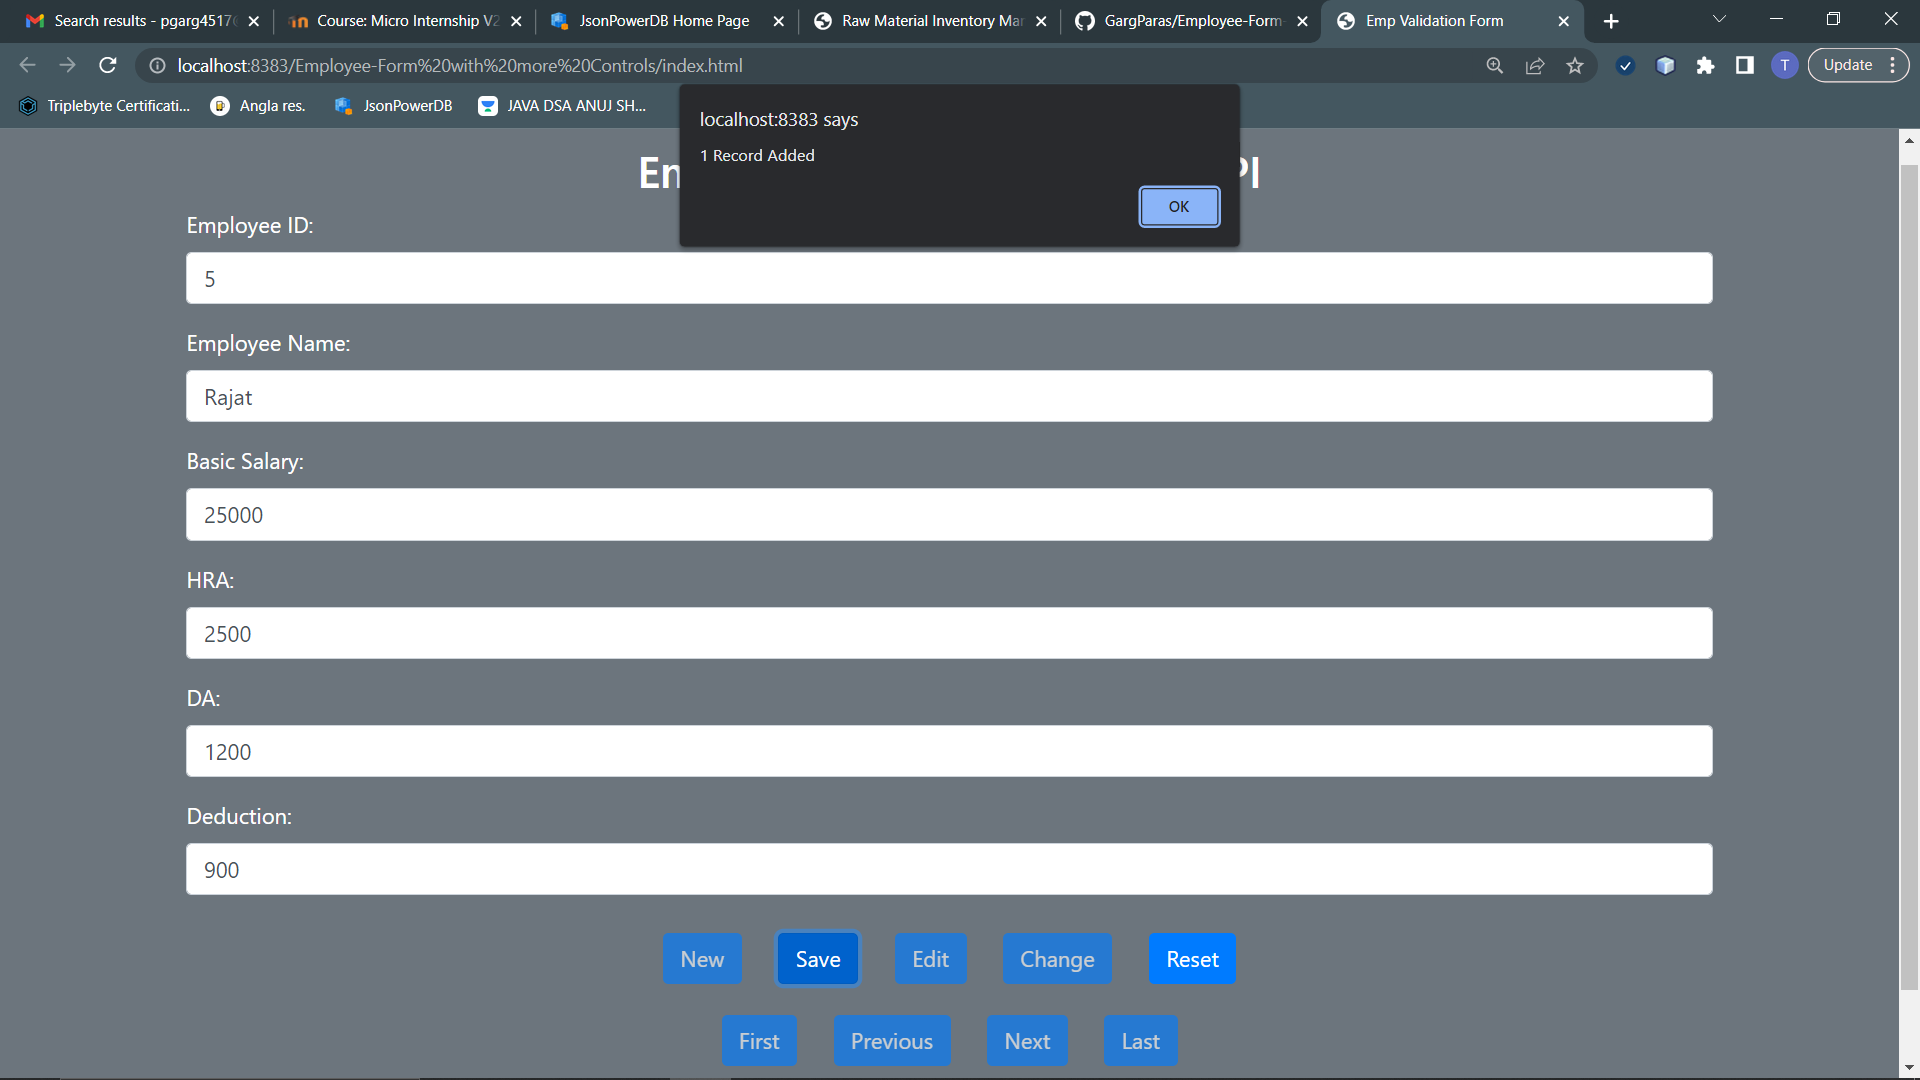 Search results - pgarg4517
Course: Micro Internship V2
JsonPowerDB Home Page
Raw Material Inventory Mar
GargParas/Employee-Form-
Emp Validation Form
localhost:8383/Employee-Form%20with%20more%20Controls/index.html
T
Update
Triplebyte Certificati...
Angla res.
JsonPowerDB
JAVA DSA ANUJ SH...
localhost:8383 says
1 Record Added
OK
Employee ID:
5
Employee Name:
Rajat
Basic Salary:
25000
HRA:
2500
DA:
1200
Deduction:
900
New Save Edit Change Reset
First Previous Next Last